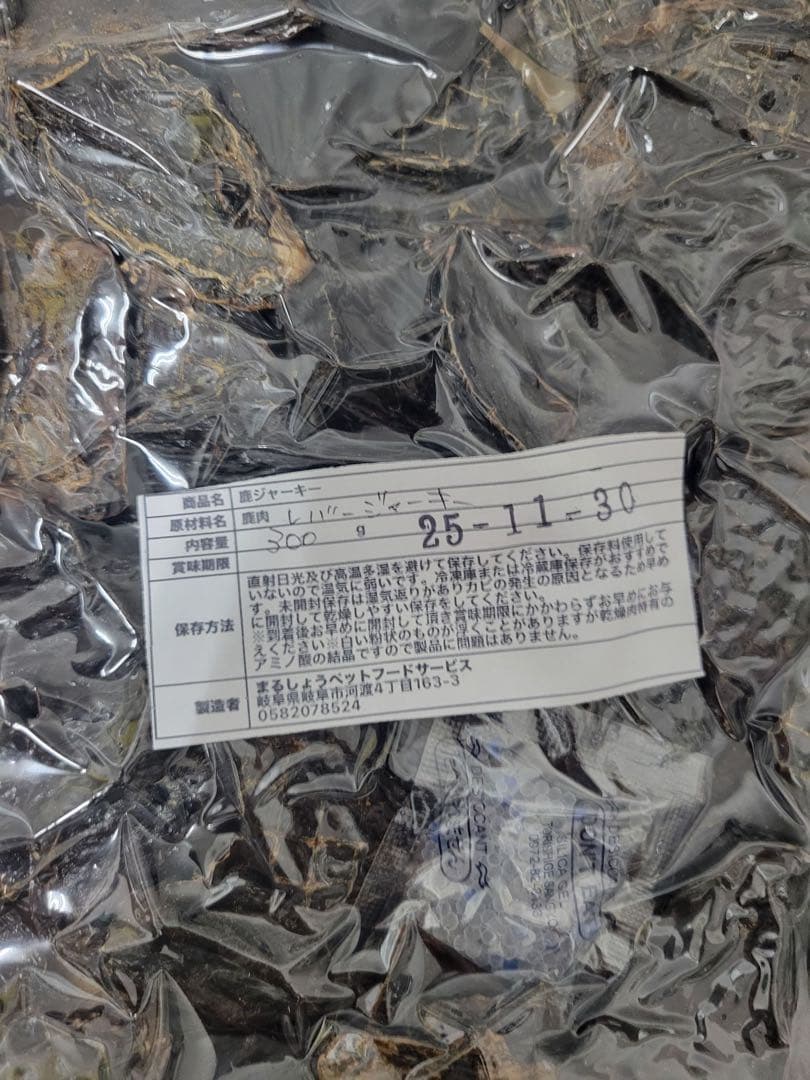 商品名 鹿ジャーキー
原材料名 鹿肉 レバージャーキー
内容量 300 g
賞味期限 25-11-30
保存方法
直射日光及び高温多湿を避けて保存してください。保存料使用して
いないので温気に弱いです。冷凍庫または冷蔵庫保存がおすすめで
す。未開封保存は湿気返りがありカビの発生の原因となるため早め
に開封して乾燥しやすい保存をしてください。
※到着後お早めに開封して頂き賞味期限にかかわらずお早めにお与
えください※白い粉状のものが付くことがありますが乾燥肉特有の
アミノ酸の結晶ですので製品に問題はありません。
製造者
まるしょうペットフードサービス
岐阜県岐阜市河渡4丁目163-3
0582078524
DESICCANT
SILICA GEL
DON'T EAT